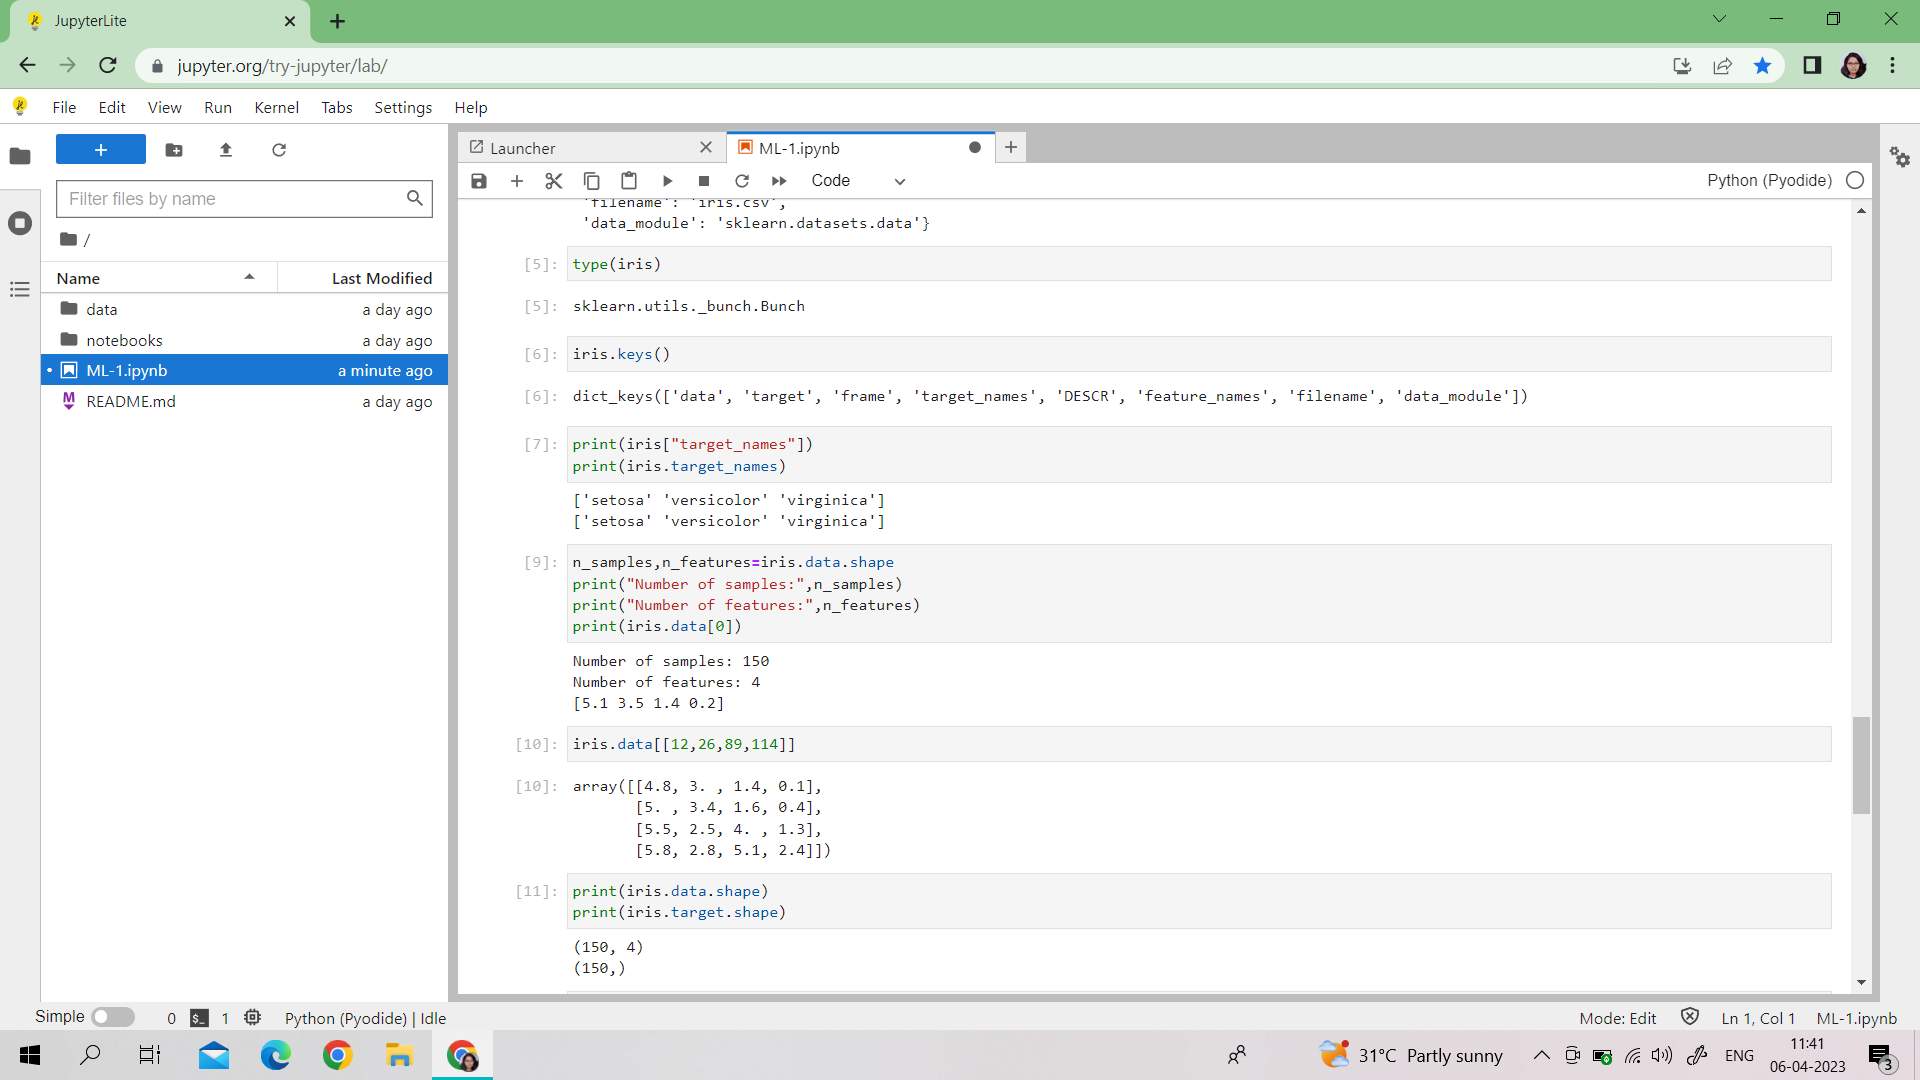 JupyterLite
jupyter.org/try-jupyter/lab/
File Edit View Run Kernel Tabs Settings Help
Launcher
ML-1.ipynb
Code
Python (Pyodide)
Filter files by name
/
Name Last Modified
data a day ago
notebooks a day ago
ML-1.ipynb a minute ago
README.md a day ago
'filename': 'iris.csv',
'data_module': 'sklearn.datasets.data'}
[5]: type(iris)
[5]: sklearn.utils._bunch.Bunch
[6]: iris.keys()
[6]: dict_keys(['data', 'target', 'frame', 'target_names', 'DESCR', 'feature_names', 'filename', 'data_module'])
[7]: print(iris["target_names"])
print(iris.target_names)
['setosa' 'versicolor' 'virginica']
['setosa' 'versicolor' 'virginica']
[9]: n_samples,n_features=iris.data.shape
print("Number of samples:",n_samples)
print("Number of features:",n_features)
print(iris.data[0])
Number of samples: 150
Number of features: 4
[5.1 3.5 1.4 0.2]
[10]: iris.data[[12,26,89,114]]
[10]: array([[4.8, 3. , 1.4, 0.1],
[5. , 3.4, 1.6, 0.4],
[5.5, 2.5, 4. , 1.3],
[5.8, 2.8, 5.1, 2.4]])
[11]: print(iris.data.shape)
print(iris.target.shape)
(150, 4)
(150,)
Simple 0 $_ 1 Python (Pyodide) | Idle Mode: Edit Ln 1, Col 1 ML-1.ipynb
31°C Partly sunny ENG 11:41
06-04-2023 3